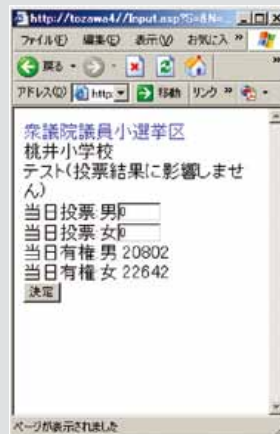 http://tozawa4//Input.asp?S=&N=
ファイル(F) 編集(E) 表示(V) お気に入 »
戻る
アドレス(D) http: 移動 リンク »
衆議院議員小選挙区
桃井小学校
テスト(投票結果に影響しませ
ん)
当日投票 男 0
当日投票 女 0
当日有権 男 20802
当日有権 女 22642
決定
ページが表示されました